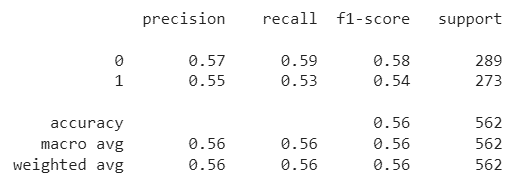 precision recall f1-score support
0 0.57 0.59 0.58 289
1 0.55 0.53 0.54 273
accuracy 0.56 562
macro avg 0.56 0.56 0.56 562
weighted avg 0.56 0.56 0.56 562